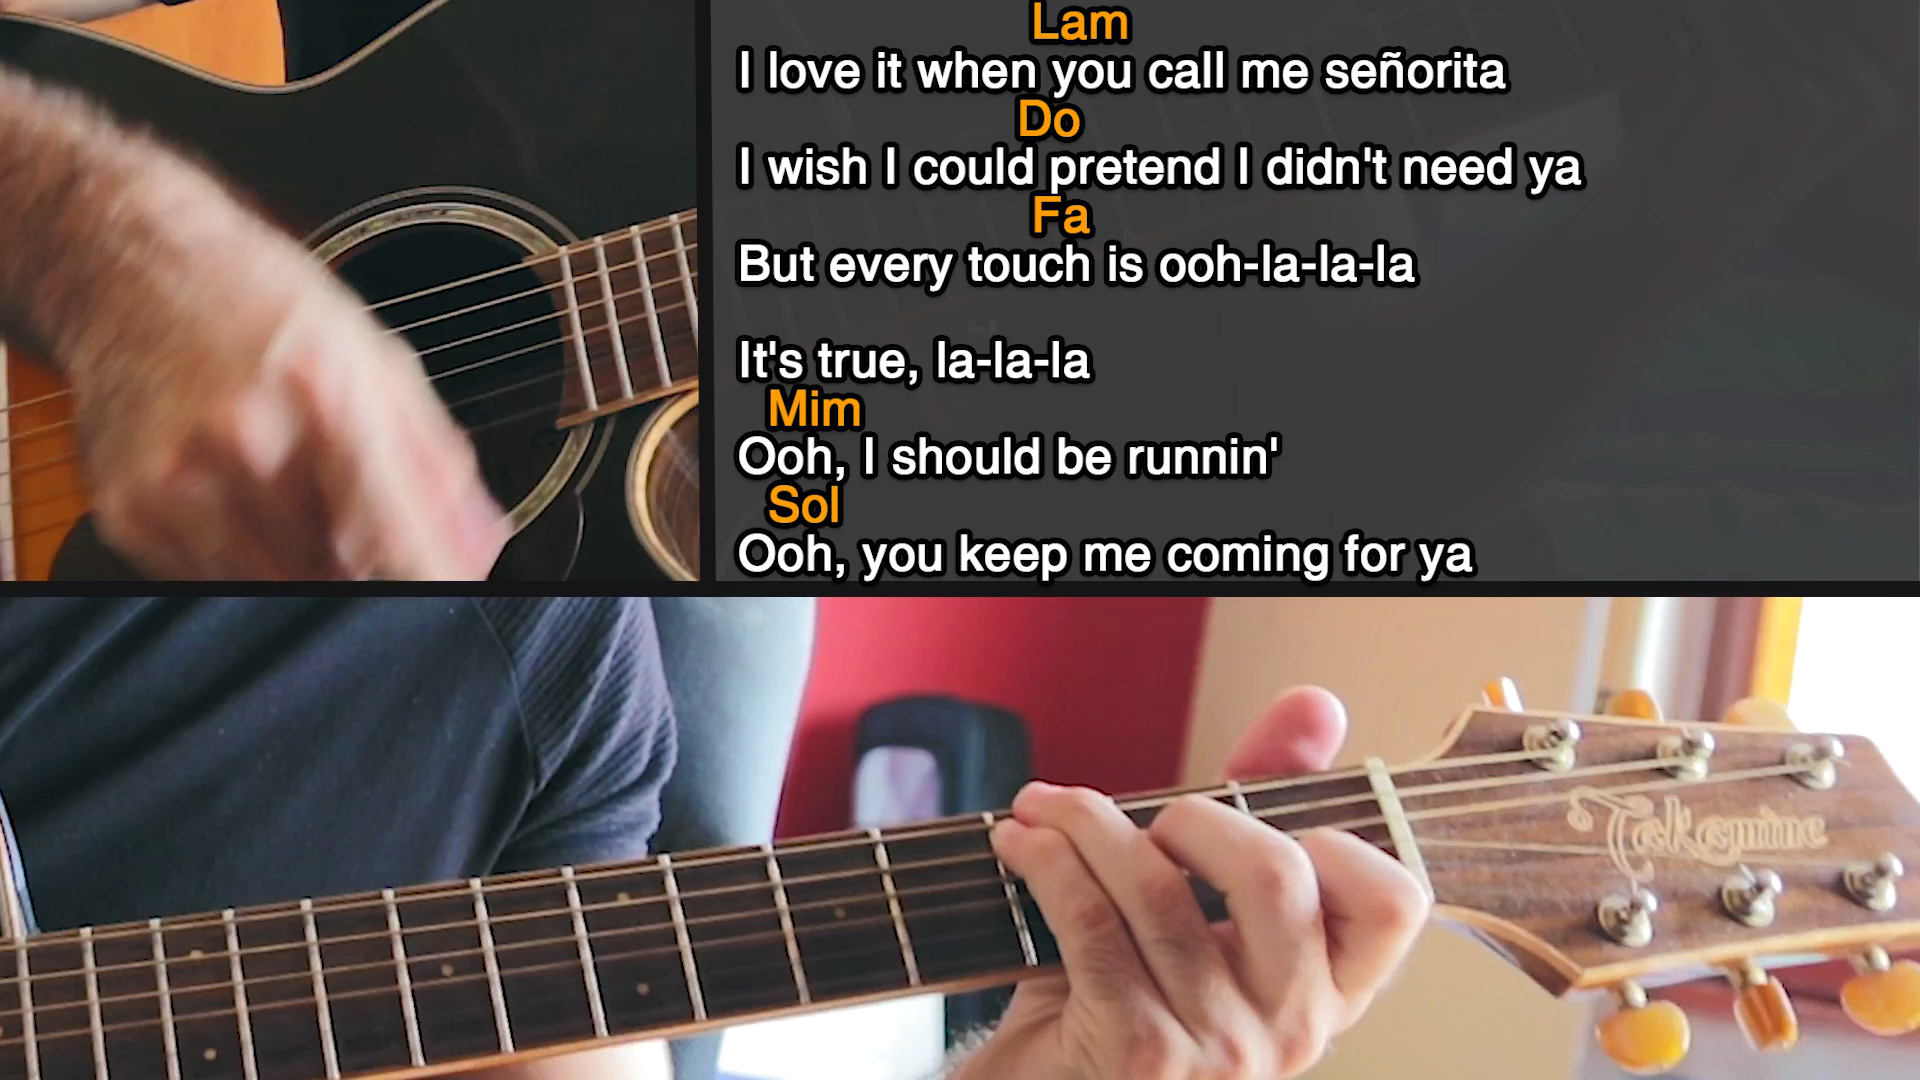 Lam
I love it when you call me señorita
Do
I wish I could pretend I didn't need ya
Fa
But every touch is ooh-la-la-la
It's true, la-la-la
Mim
Ooh, I should be runnin'
Sol
Ooh, you keep me coming for ya
Takamine